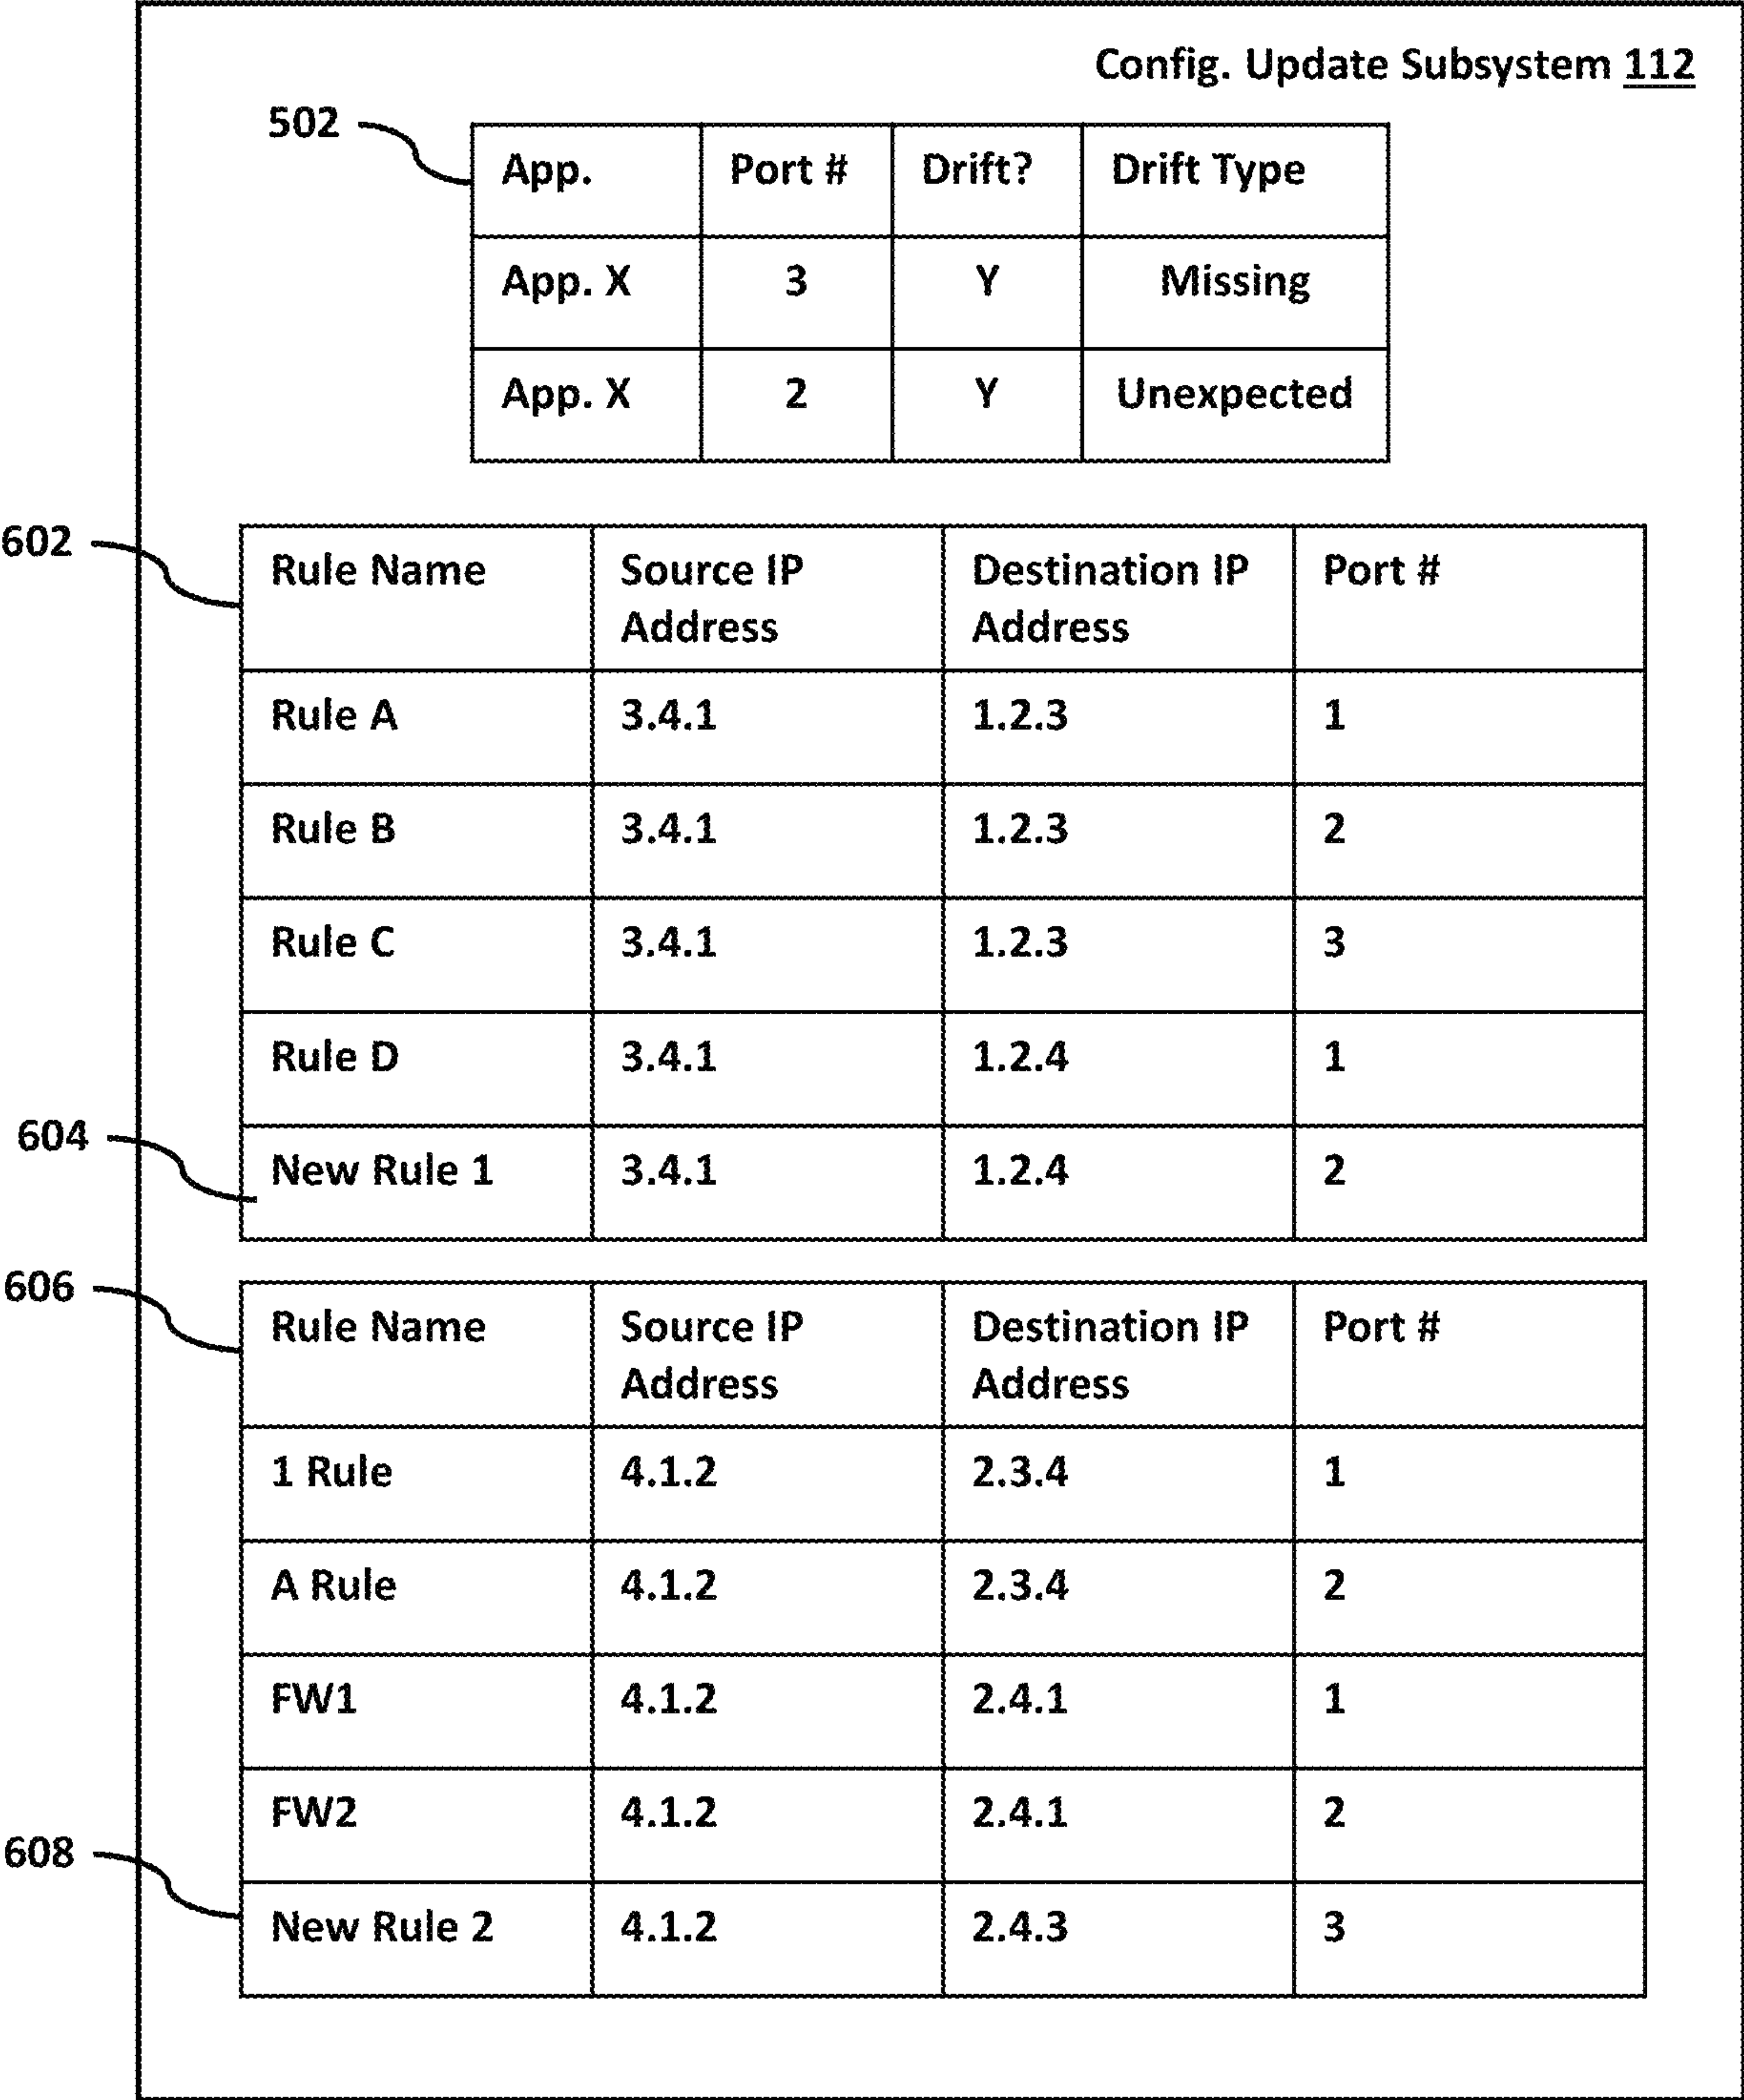 Config. Update Subsystem 112
502
App. Port # Drift? Drift Type
App. X 3 Y Missing
App. X 2 Y Unexpected
602
Rule Name Source IP Destination IP Port #
Address Address
Rule A 3.4.1 1.2.3 1
Rule B 3.4.1 1.2.3 2
Rule C 3.4.1 1.2.3 3
Rule D 3.4.1 1.2.4 1
604
New Rule 1 3.4.1 1.2.4 2
606
Rule Name Source IP Destination IP Port #
Address Address
1 Rule 4.1.2 2.3.4 1
A Rule 4.1.2 2.3.4 2
FW1 4.1.2 2.4.1 1
FW2 4.1.2 2.4.1 2
608
New Rule 2 4.1.2 2.4.3 3